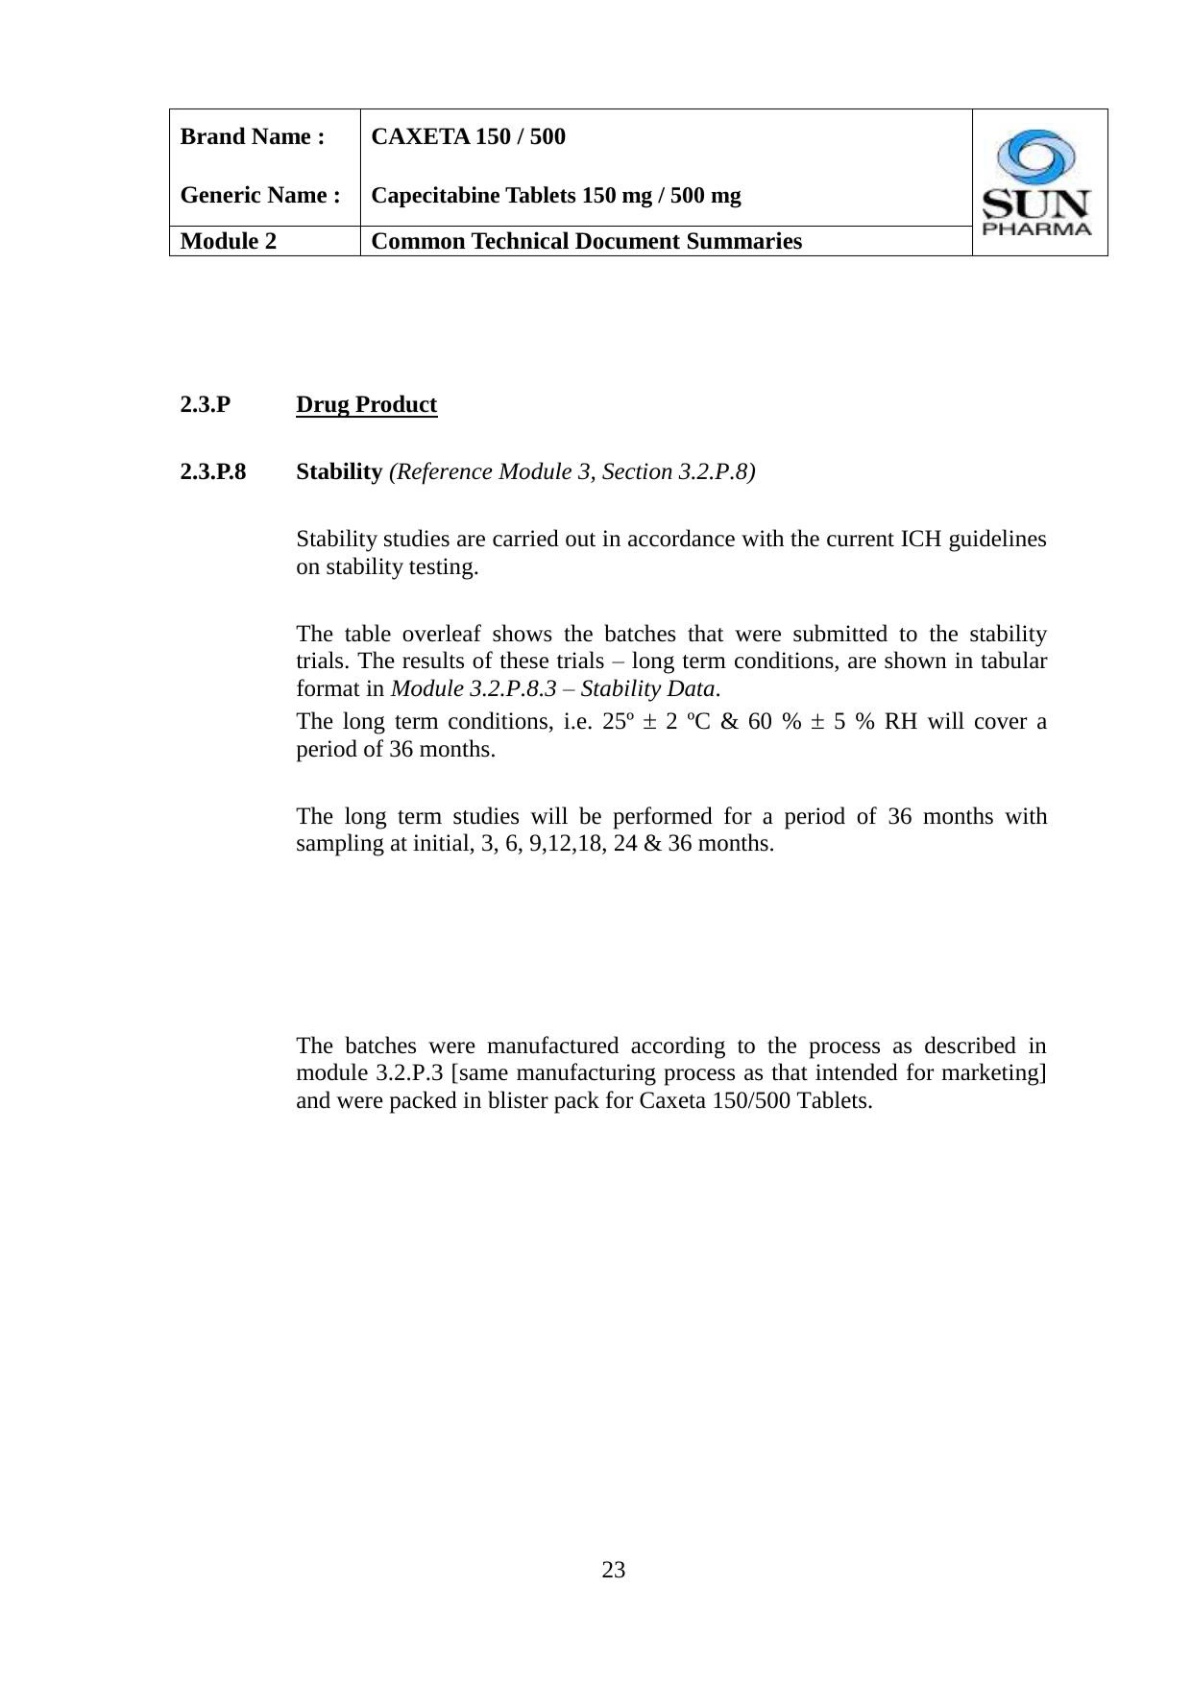 Brand Name :
CAXETA 150 / 500
Generic Name :
Capecitabine Tablets 150 mg / 500 mg
SUN
PHARMA
Module 2
Common Technical Document Summaries
2.3.P Drug Product
2.3.P.8 Stability (Reference Module 3, Section 3.2.P.8)
Stability studies are carried out in accordance with the current ICH guidelines
on stability testing.
The table overleaf shows the batches that were submitted to the stability
trials. The results of these trials – long term conditions, are shown in tabular
format in Module 3.2.P.8.3 – Stability Data.
The long term conditions, i.e. 25º ± 2 ºC & 60 % ± 5 % RH will cover a
period of 36 months.
The long term studies will be performed for a period of 36 months with
sampling at initial, 3, 6, 9,12,18, 24 & 36 months.
The batches were manufactured according to the process as described in
module 3.2.P.3 [same manufacturing process as that intended for marketing]
and were packed in blister pack for Caxeta 150/500 Tablets.
23